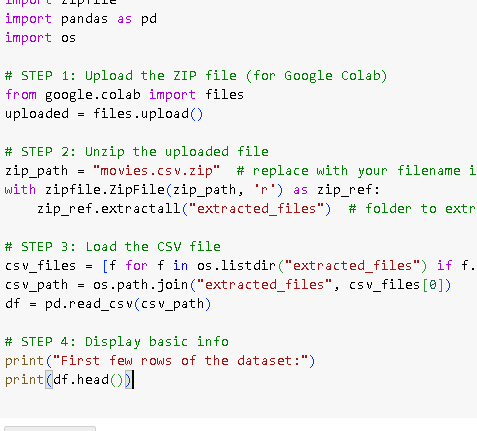 import zipfile
import pandas as pd
import os
# STEP 1: Upload the ZIP file (for Google Colab)
from google.colab import files
uploaded = files.upload()
# STEP 2: Unzip the uploaded file
zip_path = "movies.csv.zip"  # replace with your filename i
with zipfile.ZipFile(zip_path, 'r') as zip_ref:
    zip_ref.extractall("extracted_files")  # folder to extr
# STEP 3: Load the CSV file
csv_files = [f for f in os.listdir("extracted_files") if f.
csv_path = os.path.join("extracted_files", csv_files[0])
df = pd.read_csv(csv_path)
# STEP 4: Display basic info
print("First few rows of the dataset:")
print(df.head())